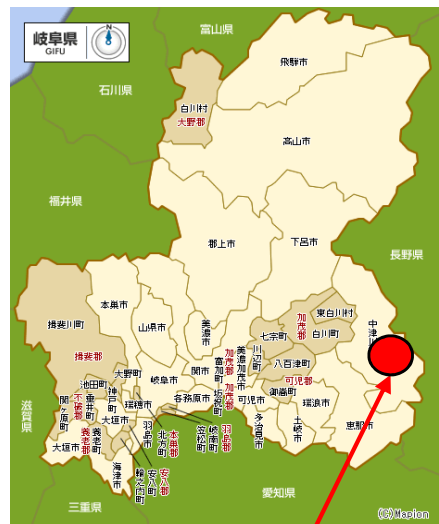 岐阜県
GIFU
富山県
石川県
福井県
長野県
滋賀県
三重県
愛知県
飛騨市
白川村
大野郡
高山市
郡上市
下呂市
本巣市
揖斐川町
揖斐郡
山県市
美濃市
関市
加茂郡
七宗町
東白川村
白川町
加茂郡
川辺町
美濃加茂市
富加町
加茂郡
坂祝町
八百津町
可児郡
御嵩町
可児市
瑞浪市
恵那市
土岐市
多治見市
大野町
岐阜市
各務原市
池田町
神戸町
不破郡
垂井町
関ヶ原町
大垣市
瑞穂市
本巣郡
北方町
羽島市
羽島郡
岐南町
笠松町
養老郡
養老町
大垣市
安八郡
安八町
輪之内町
海津市
(C)Mapion